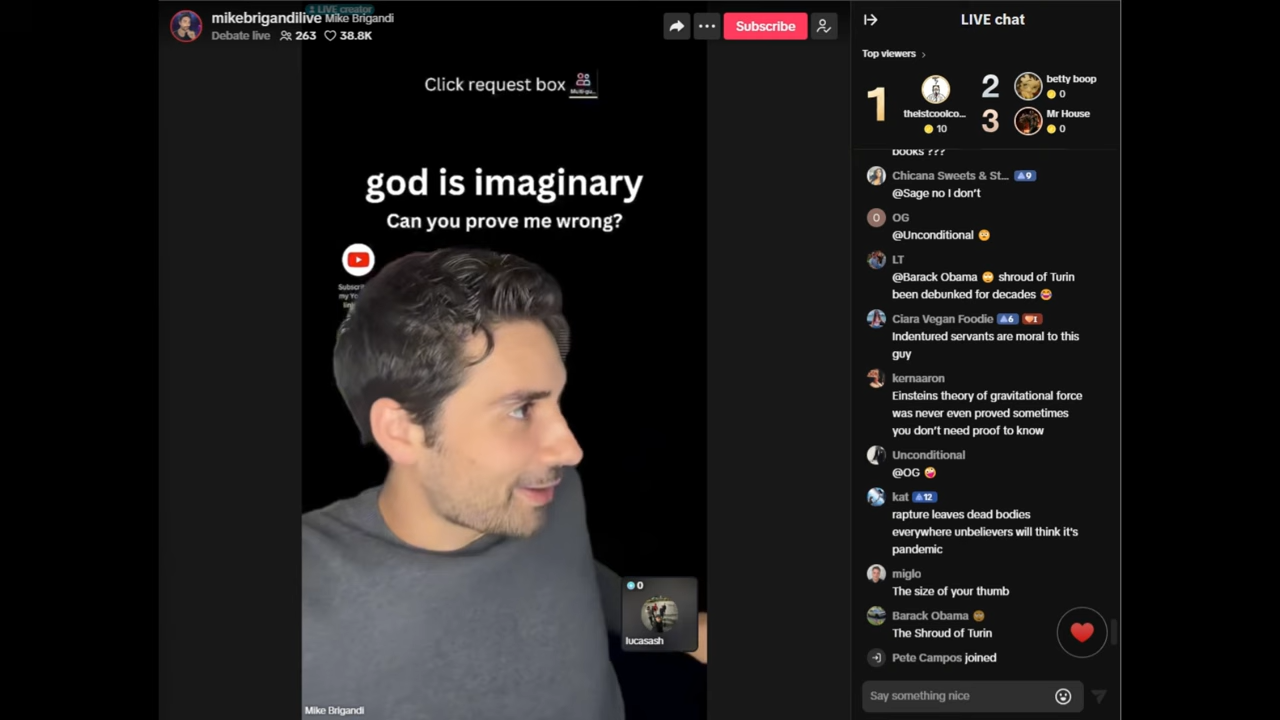 LIVE creator
mikebrigandilive Mike Brigandi
Debate live 263 38.8K
Subscribe
Click request box
god is imaginary
Can you prove me wrong?
0
lucasash
Mike Brigandi
LIVE chat
Top viewers
1
theistcoolco...
10
2
betty boop
0
3
Mr House
0
books ???
Chicana Sweets & St... 9
@Sage no I don't
O OG
@Unconditional
LT
@Barack Obama 🙄 shroud of Turin
been debunked for decades 😂
Ciara Vegan Foodie 6 1
Indentured servants are moral to this
guy
kernaaron
Einsteins theory of gravitational force
was never even proved sometimes
you don't need proof to know
Unconditional
@OG 🤪
kat 12
rapture leaves dead bodies
everywhere unbelievers will think it's
pandemic
miglo
The size of your thumb
Barack Obama
The Shroud of Turin
Pete Campos joined
Say something nice